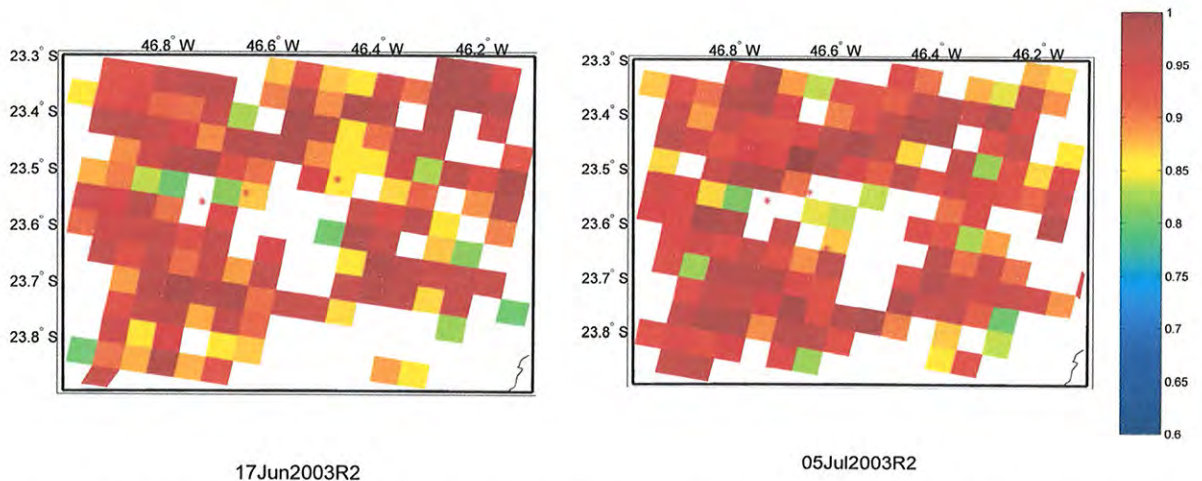 46.8° W 46.6° W 46.4° W 46.2° W
23.3° S
23.4° S
23.5° S
23.6° S
23.7° S
23.8° S
17Jun2003R2
46.8° W 46.6° W 46.4° W 46.2° W
23.3° S
23.4° S
23.5° S
23.6° S
23.7° S
23.8° S
05Jul2003R2
1
0.95
0.9
0.85
0.8
0.75
0.7
0.65
0.6